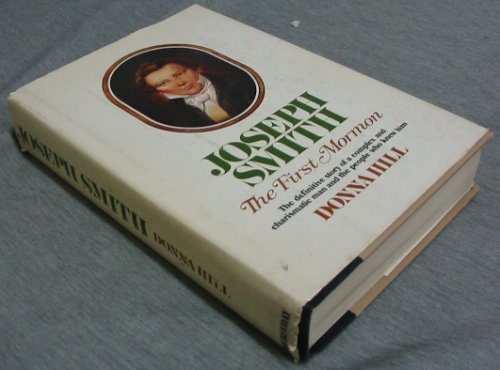 JOSEPH
SMITH
The First Mormon
The definitive story of a complex and
charismatic man and the people who knew him
DONNA HILL
JOSEPH SMITH
DONNA HILL
DOUBLEDAY